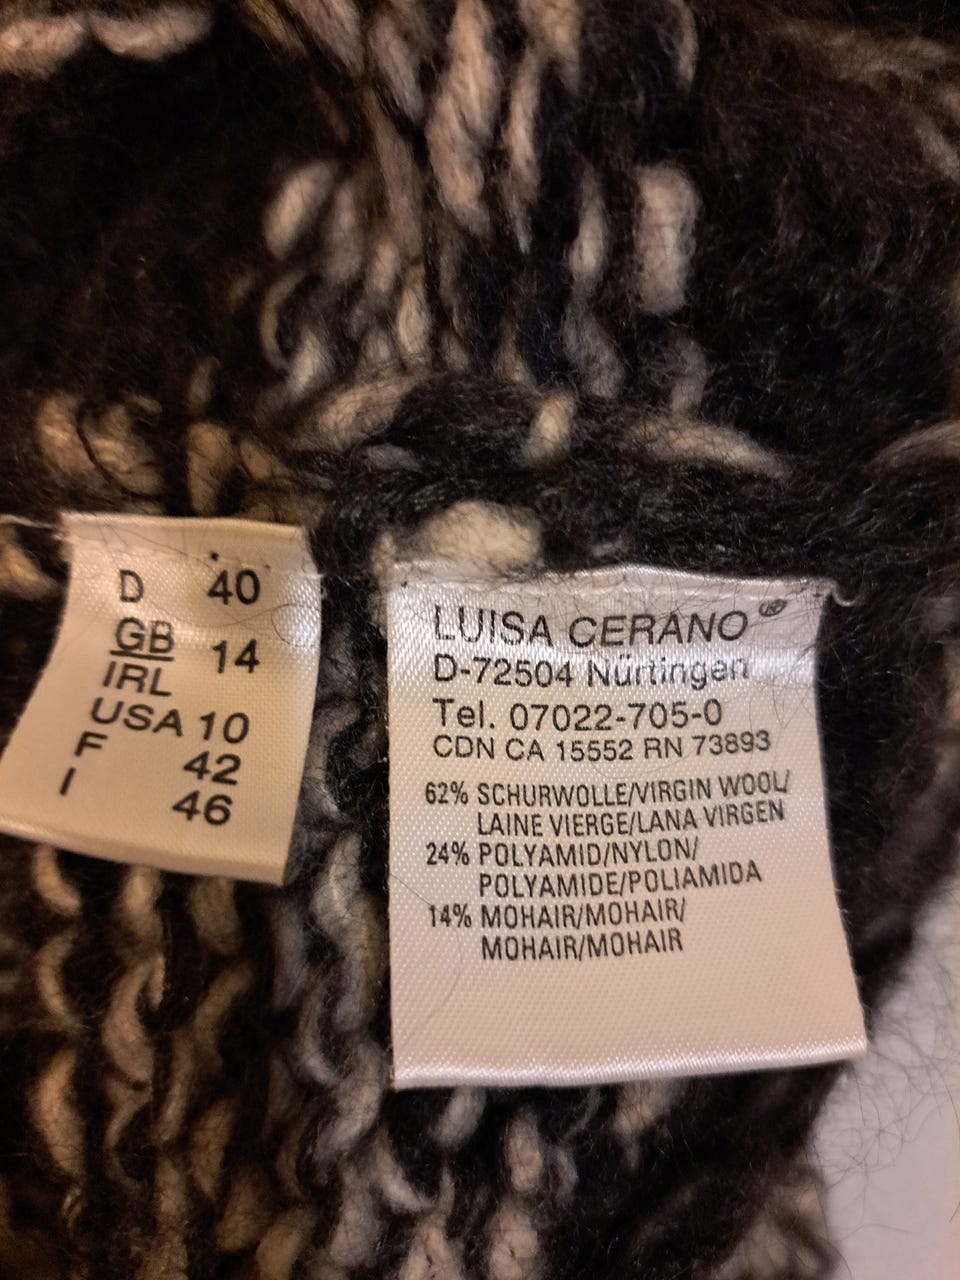 D 40
GB
IRL 14
USA 10
F 42
I 46
LUISA CERANO®
D-72504 Nürtingen
Tel. 07022-705-0
CDN CA 15552 RN 73893
62% SCHURWOLLE/VIRGIN WOOL/
LAINE VIERGE/LANA VIRGEN
24% POLYAMID/NYLON/
POLYAMIDE/POLIAMIDA
14% MOHAIR/MOHAIR/
MOHAIR/MOHAIR